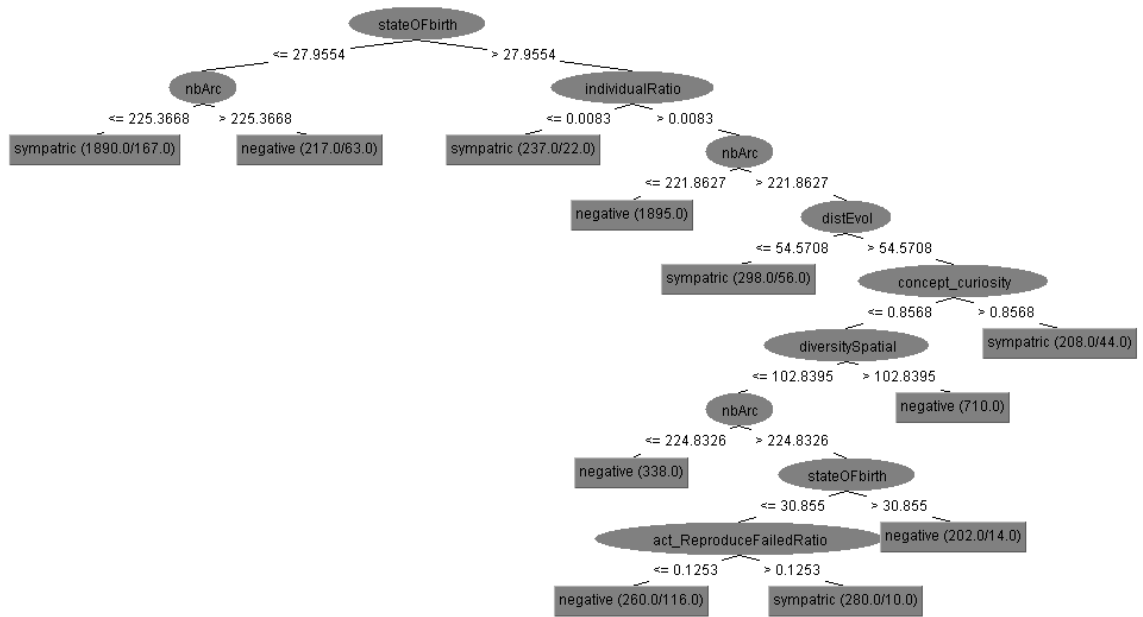 stateOFbirth
<= 27.9554 > 27.9554
nbArc individualRatio
<= 225.3668 > 225.3668 <= 0.0083 > 0.0083
sympatric (1890.0/167.0) negative (217.0/63.0) sympatric (237.0/22.0) nbArc
<= 221.8627 > 221.8627
negative (1895.0) distEvol
<= 54.5708 > 54.5708
sympatric (298.0/56.0) concept_curiosity
<= 0.8568 > 0.8568
diversitySpatial sympatric (208.0/44.0)
<= 102.8395 > 102.8395
nbArc negative (710.0)
<= 224.8326 > 224.8326
negative (338.0) stateOFbirth
<= 30.855 > 30.855
act_ReproduceFailedRatio negative (202.0/14.0)
<= 0.1253 > 0.1253
negative (260.0/116.0) sympatric (280.0/10.0)